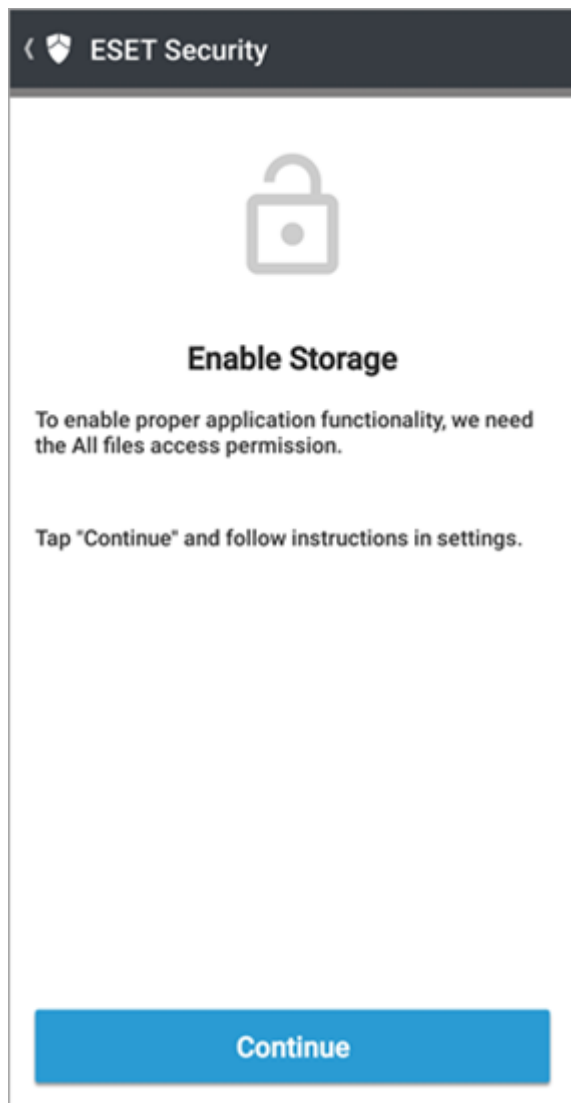 ESET Security
Enable Storage
To enable proper application functionality, we need
the All files access permission.
Tap "Continue" and follow instructions in settings.
Continue